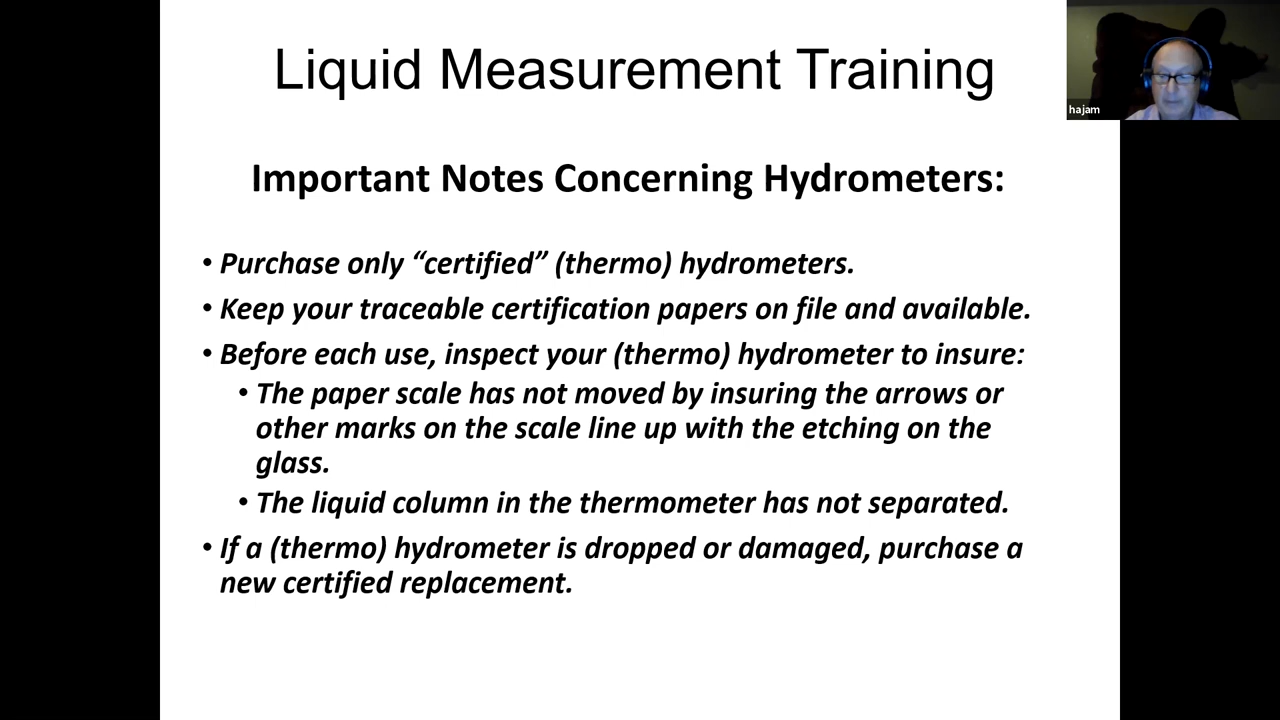 Liquid Measurement Training
hajam
Important Notes Concerning Hydrometers:
• Purchase only “certified” (thermo) hydrometers.
• Keep your traceable certification papers on file and available.
• Before each use, inspect your (thermo) hydrometer to insure:
• The paper scale has not moved by insuring the arrows or
other marks on the scale line up with the etching on the
glass.
• The liquid column in the thermometer has not separated.
• If a (thermo) hydrometer is dropped or damaged, purchase a
new certified replacement.